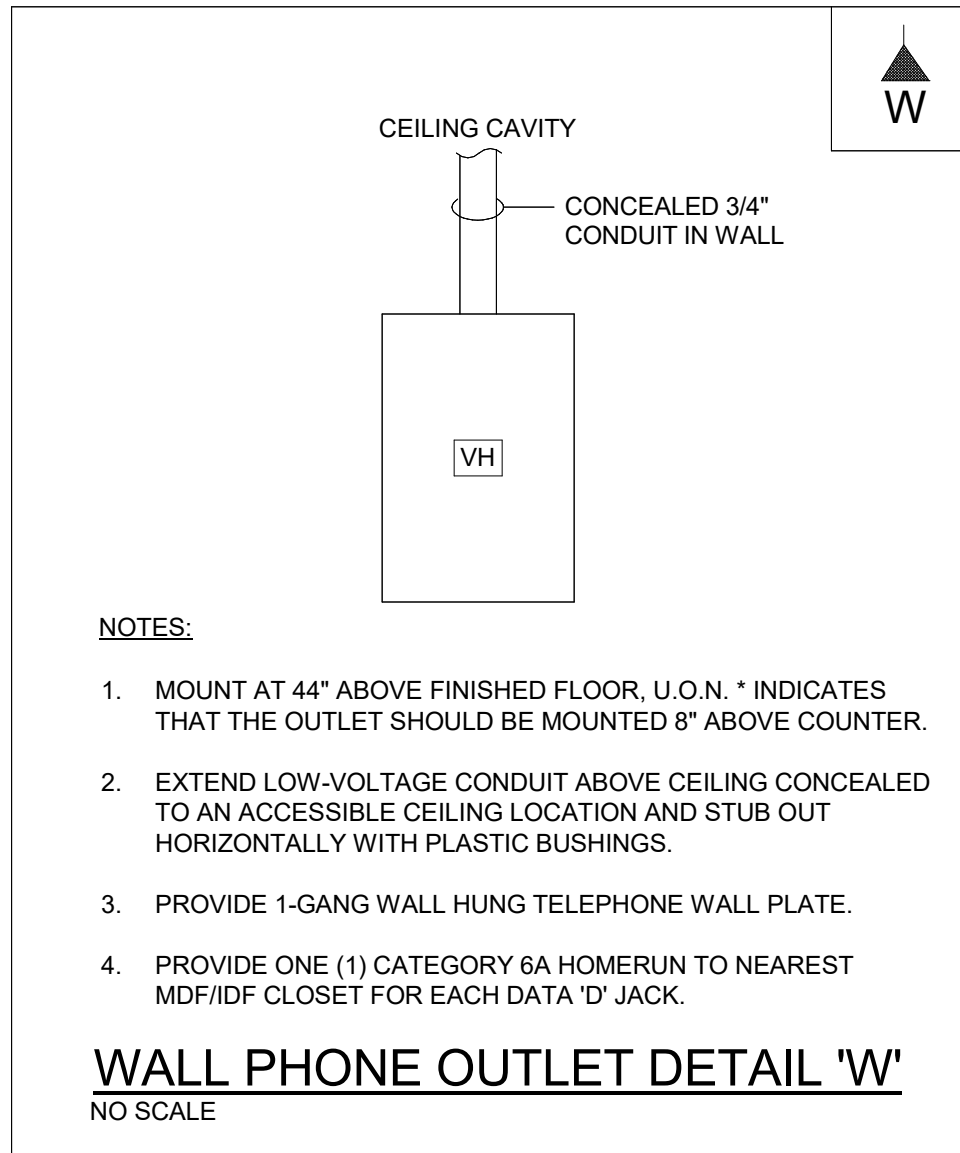 W
CEILING CAVITY
CONCEALED 3/4"
CONDUIT IN WALL
VH
NOTES:
1. MOUNT AT 44" ABOVE FINISHED FLOOR, U.O.N. * INDICATES
THAT THE OUTLET SHOULD BE MOUNTED 8" ABOVE COUNTER.
2. EXTEND LOW-VOLTAGE CONDUIT ABOVE CEILING CONCEALED
TO AN ACCESSIBLE CEILING LOCATION AND STUB OUT
HORIZONTALLY WITH PLASTIC BUSHINGS.
3. PROVIDE 1-GANG WALL HUNG TELEPHONE WALL PLATE.
4. PROVIDE ONE (1) CATEGORY 6A HOMERUN TO NEAREST
MDF/IDF CLOSET FOR EACH DATA 'D' JACK.
WALL PHONE OUTLET DETAIL 'W'
NO SCALE